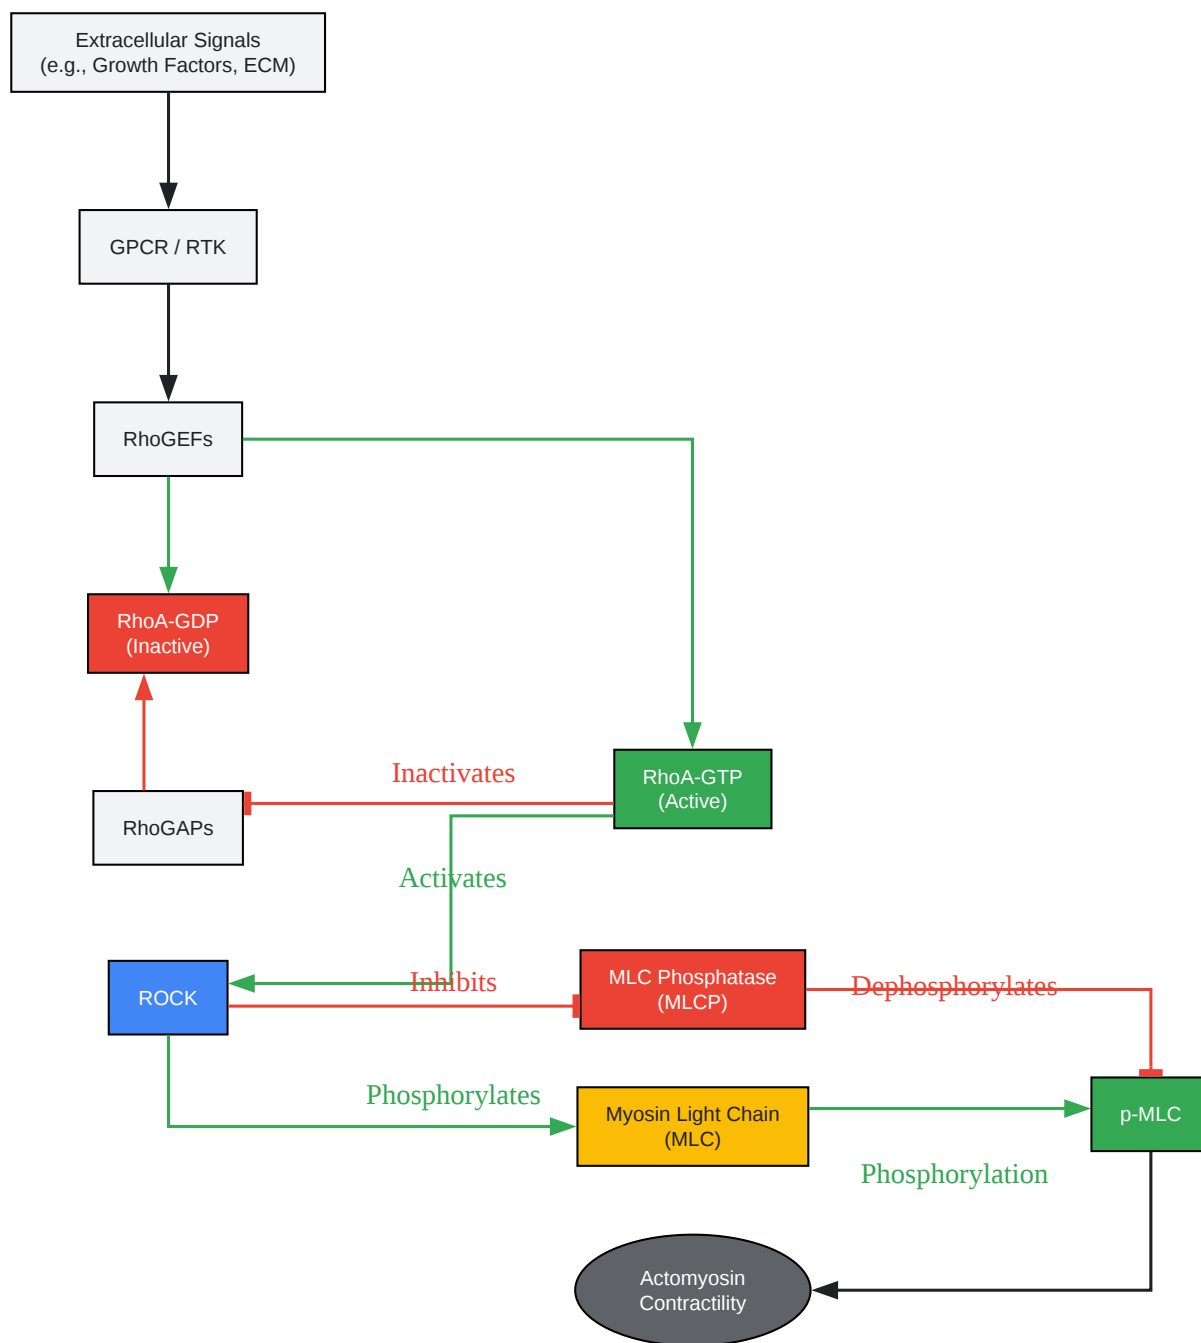 Extracellular Signals
(e.g., Growth Factors, ECM)
GPCR / RTK
RhoGEFs
RhoA-GDP
(Inactive)
Inactivates
RhoA-GTP
(Active)
RhoGAPs
Activates
ROCK
Inhibits
MLC Phosphatase
(MLCP)
Dephosphorylates
Phosphorylates
Myosin Light Chain
(MLC)
p-MLC
Phosphorylation
Actomyosin
Contractility